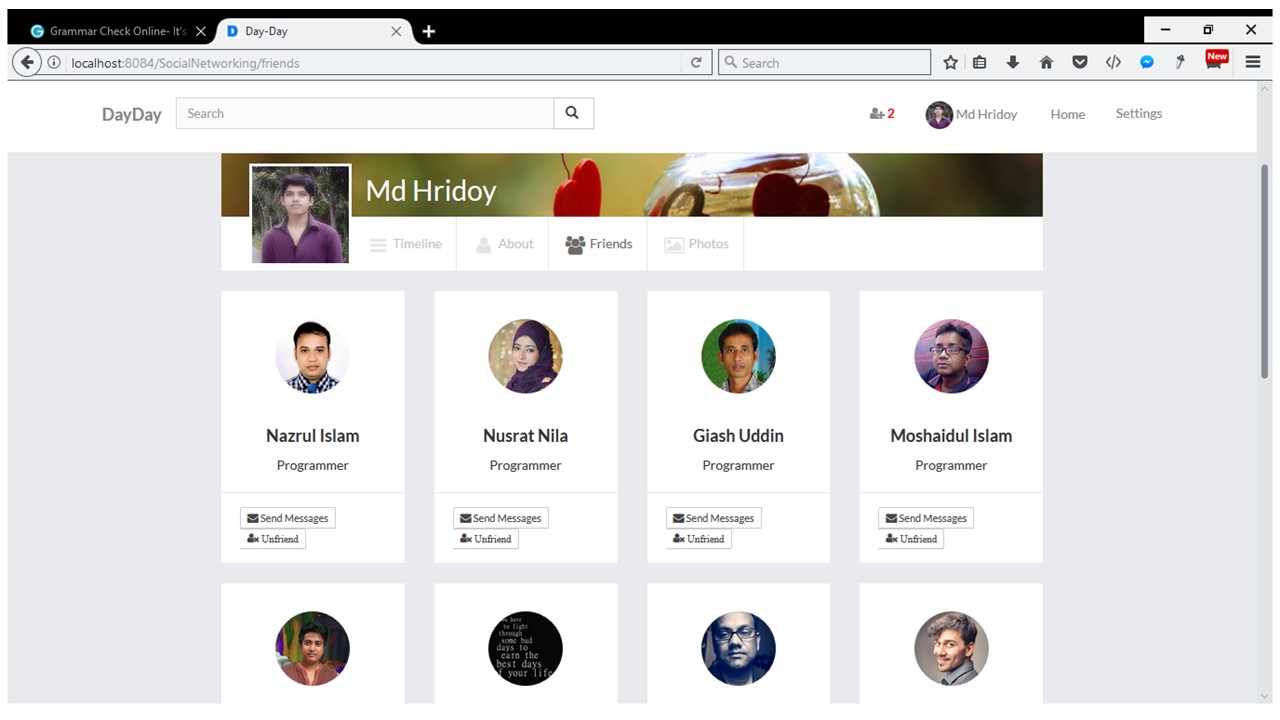 Grammar Check Online- It's
Day-Day
localhost:8084/SocialNetworking/friends
Search
New
DayDay
Search
2
Md Hridoy
Home
Settings
Md Hridoy
Timeline
About
Friends
Photos
Nazrul Islam
Nusrat Nila
Giash Uddin
Moshaidul Islam
Programmer
Programmer
Programmer
Programmer
Send Messages
Send Messages
Send Messages
Send Messages
Unfriend
Unfriend
Unfriend
Unfriend
have
to fight
through
some bad
days to
earn the
best days
your life